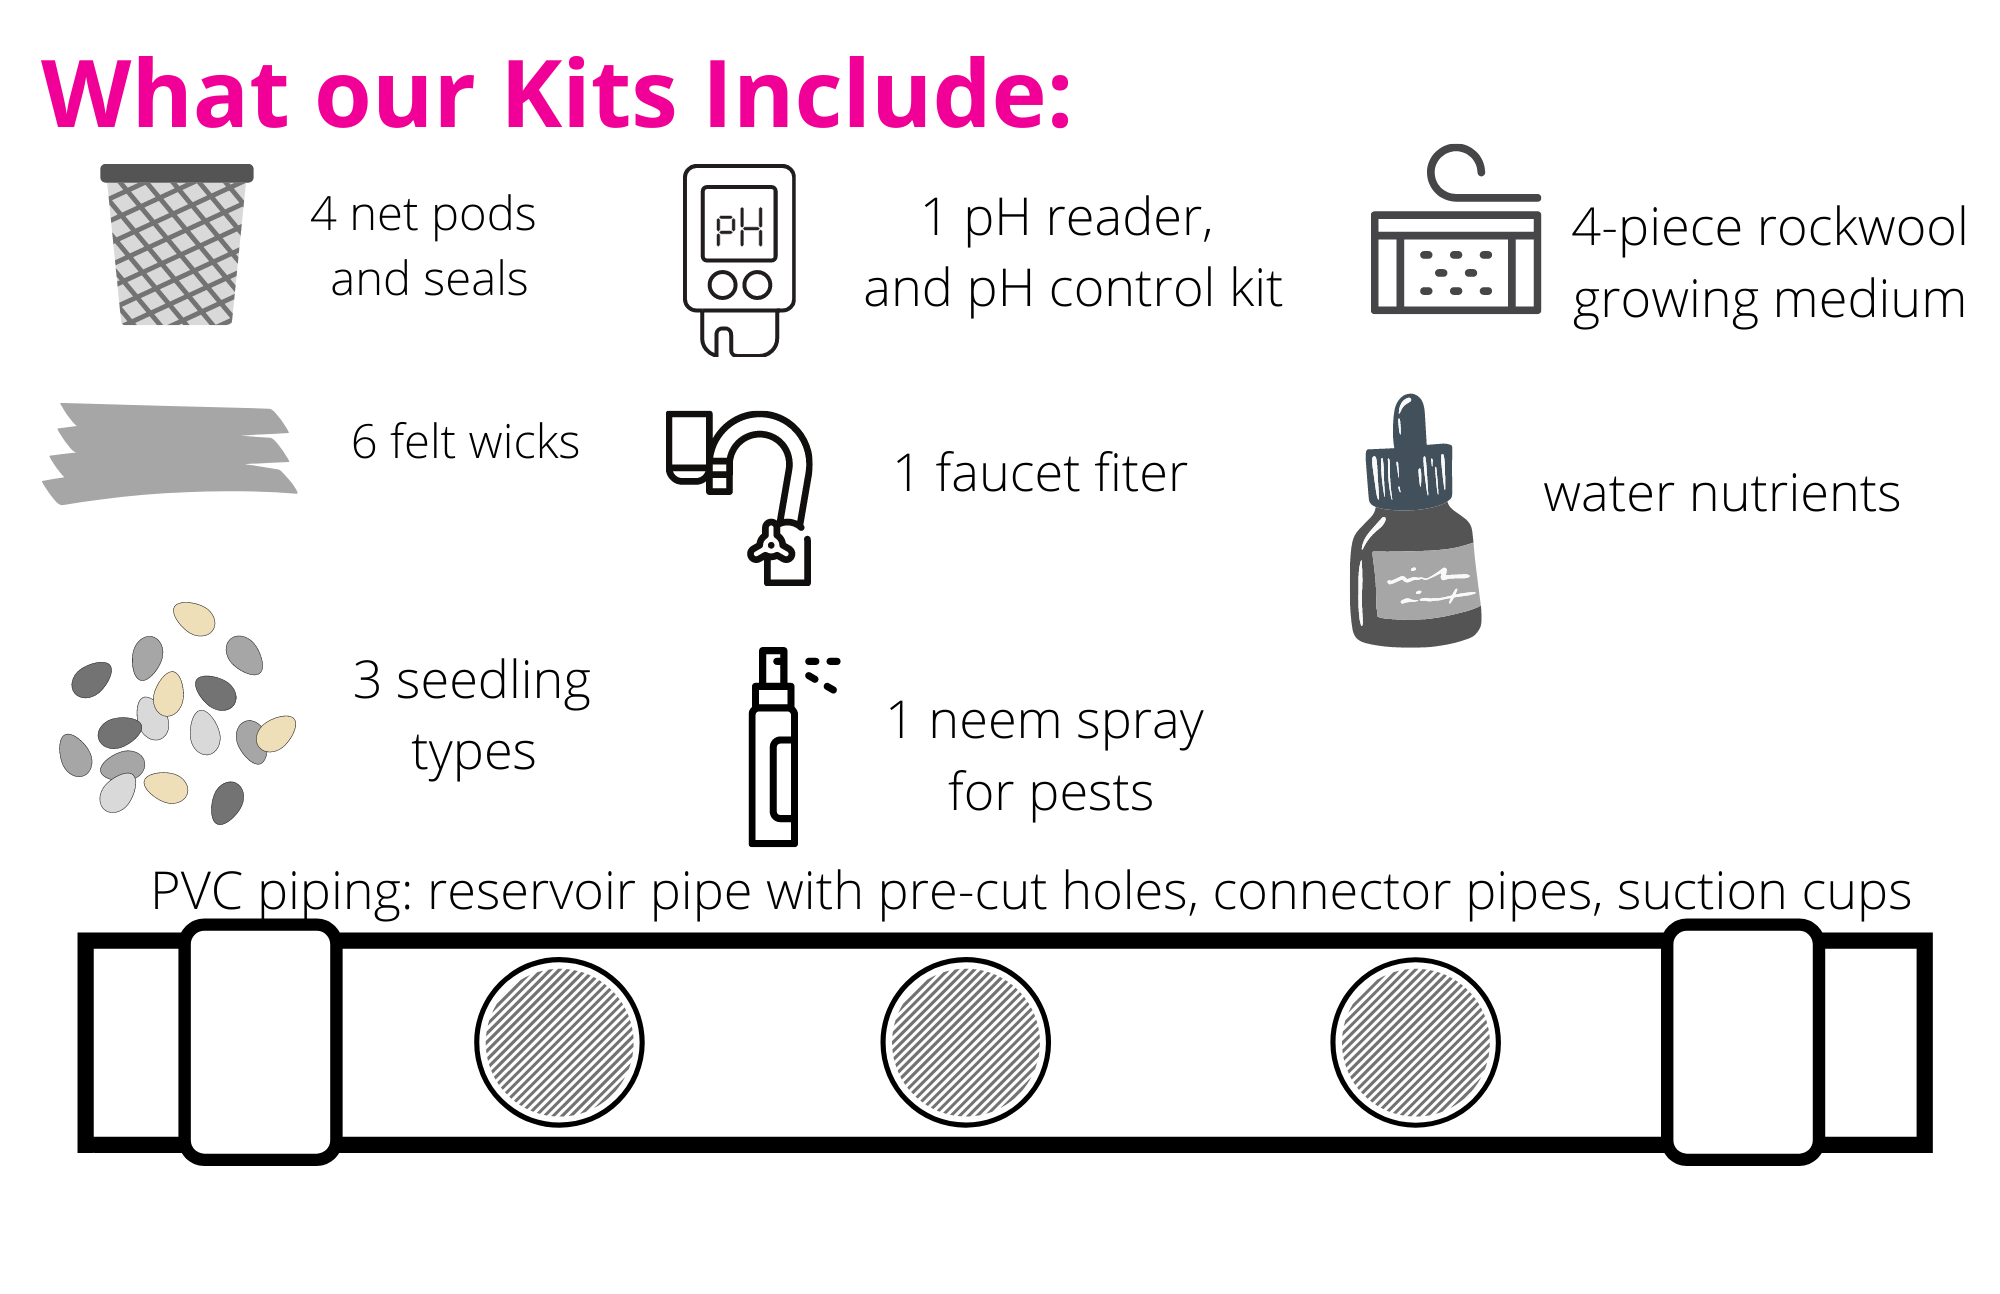 What our Kits Include:
4 net pods
and seals
pH
1 pH reader,
and pH control kit
4-piece rockwool
growing medium
6 felt wicks
1 faucet fiter
water nutrients
3 seedling
types
1 neem spray
for pests
PVC piping: reservoir pipe with pre-cut holes, connector pipes, suction cups